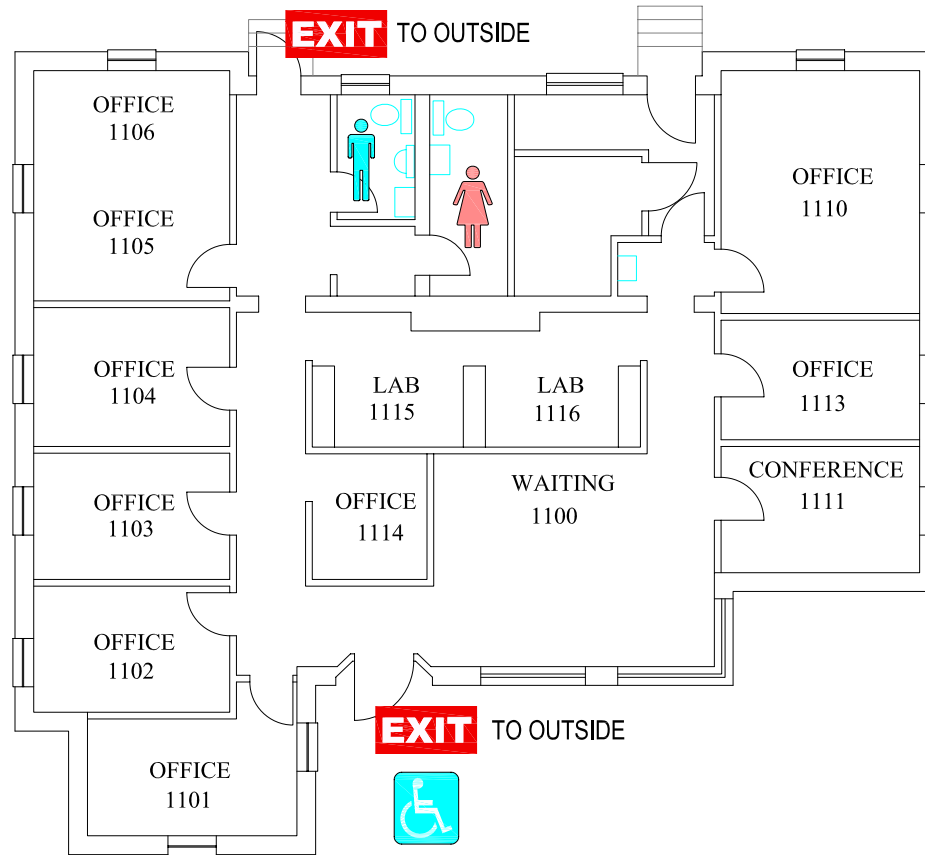 EXIT TO OUTSIDE
OFFICE
1106
OFFICE
1105
OFFICE
1110
OFFICE
1104
LAB
1115
LAB
1116
OFFICE
1113
OFFICE
1103
OFFICE
1114
WAITING
1100
CONFERENCE
1111
OFFICE
1102
EXIT TO OUTSIDE
OFFICE
1101